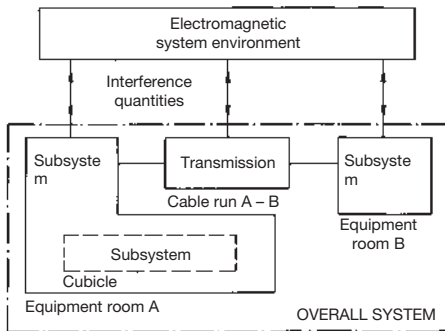 Electromagnetic
system environment
Interference
quantities
Subsyste
m
Transmission
Subsyste
m
Cable run A – B
Equipment
room B
Subsystem
Cubicle
Equipment room A
OVERALL SYSTEM